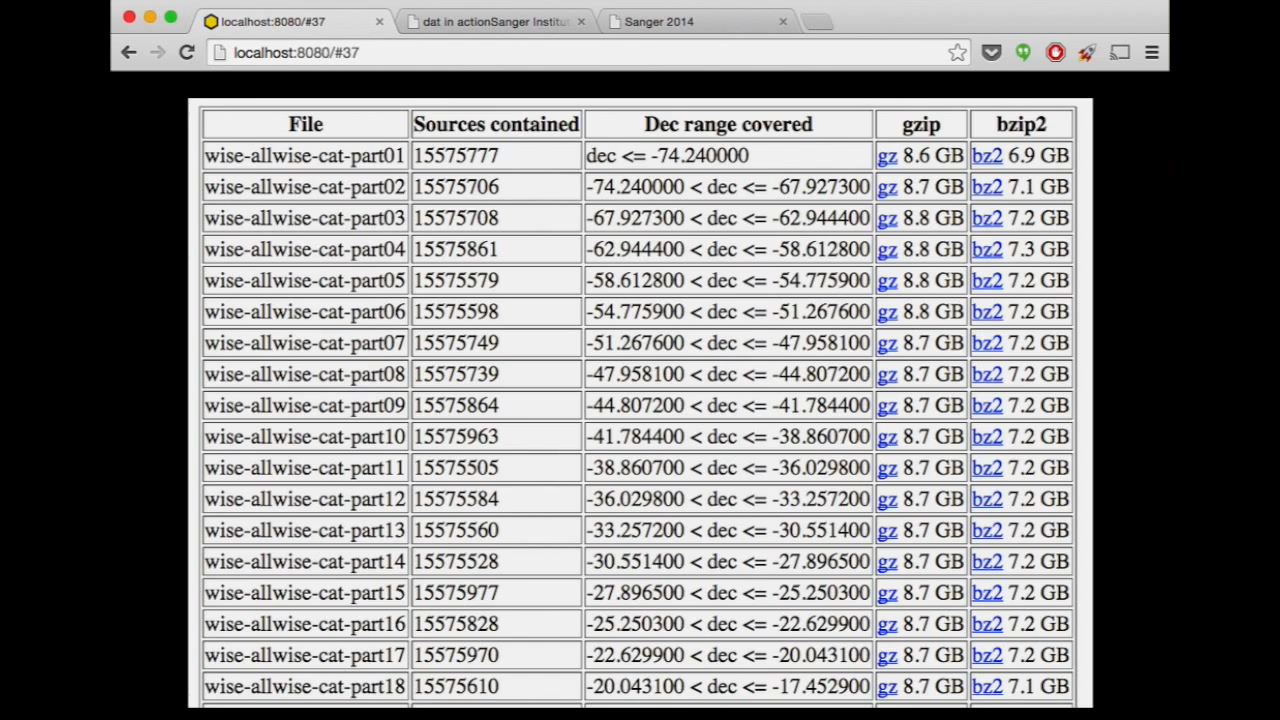 localhost:8080/#37
dat in actionSanger Institut
Sanger 2014
localhost:8080/#37
File Sources contained Dec range covered gzip bzip2
wise-allwise-cat-part01 15575777 dec <= -74.240000 gz 8.6 GB bz2 6.9 GB
wise-allwise-cat-part02 15575706 -74.240000 < dec <= -67.927300 gz 8.7 GB bz2 7.1 GB
wise-allwise-cat-part03 15575708 -67.927300 < dec <= -62.944400 gz 8.8 GB bz2 7.2 GB
wise-allwise-cat-part04 15575861 -62.944400 < dec <= -58.612800 gz 8.8 GB bz2 7.3 GB
wise-allwise-cat-part05 15575579 -58.612800 < dec <= -54.775900 gz 8.8 GB bz2 7.2 GB
wise-allwise-cat-part06 15575598 -54.775900 < dec <= -51.267600 gz 8.8 GB bz2 7.2 GB
wise-allwise-cat-part07 15575749 -51.267600 < dec <= -47.958100 gz 8.7 GB bz2 7.2 GB
wise-allwise-cat-part08 15575739 -47.958100 < dec <= -44.807200 gz 8.7 GB bz2 7.2 GB
wise-allwise-cat-part09 15575864 -44.807200 < dec <= -41.784400 gz 8.7 GB bz2 7.2 GB
wise-allwise-cat-part10 15575963 -41.784400 < dec <= -38.860700 gz 8.7 GB bz2 7.2 GB
wise-allwise-cat-part11 15575505 -38.860700 < dec <= -36.029800 gz 8.7 GB bz2 7.2 GB
wise-allwise-cat-part12 15575584 -36.029800 < dec <= -33.257200 gz 8.7 GB bz2 7.2 GB
wise-allwise-cat-part13 15575560 -33.257200 < dec <= -30.551400 gz 8.7 GB bz2 7.2 GB
wise-allwise-cat-part14 15575528 -30.551400 < dec <= -27.896500 gz 8.7 GB bz2 7.2 GB
wise-allwise-cat-part15 15575977 -27.896500 < dec <= -25.250300 gz 8.7 GB bz2 7.2 GB
wise-allwise-cat-part16 15575828 -25.250300 < dec <= -22.629900 gz 8.7 GB bz2 7.2 GB
wise-allwise-cat-part17 15575970 -22.629900 < dec <= -20.043100 gz 8.7 GB bz2 7.2 GB
wise-allwise-cat-part18 15575610 -20.043100 < dec <= -17.452900 gz 8.7 GB bz2 7.1 GB